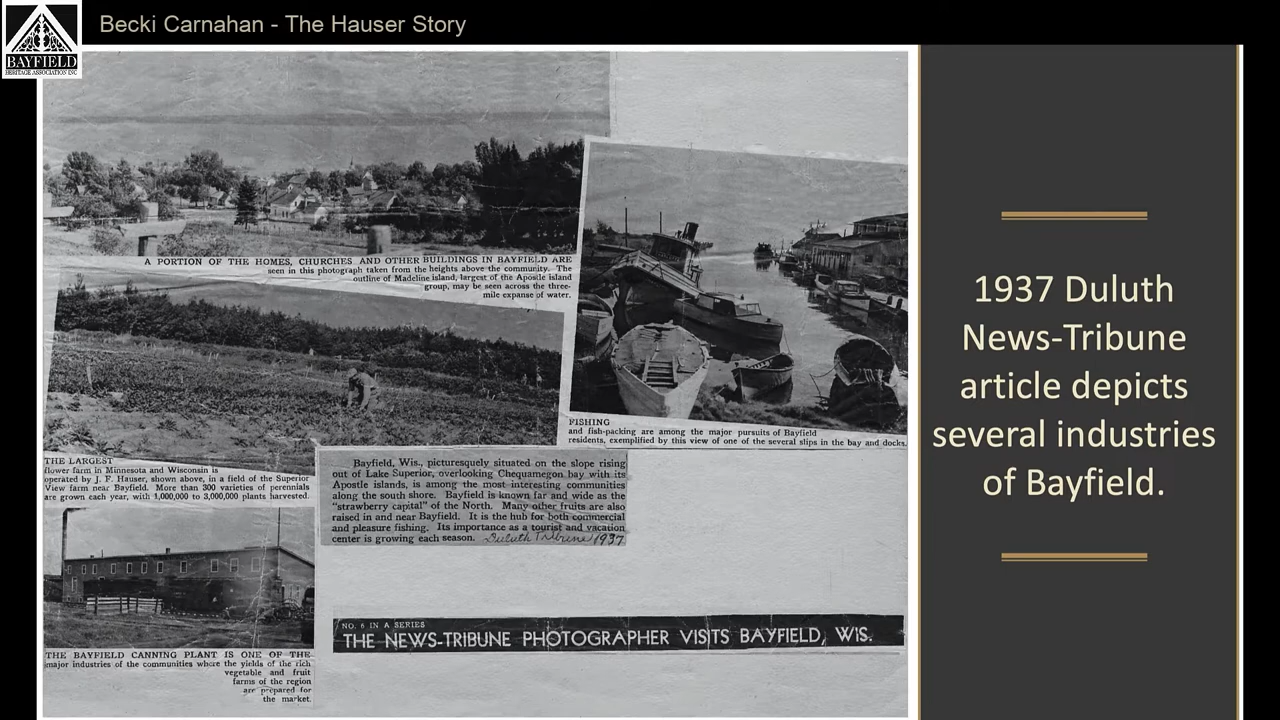 Becki Carnahan - The Hauser Story
BAYFIELD
HERITAGE ASSOCIATION INC
A PORTION OF THE HOMES, CHURCHES AND OTHER BUILDINGS IN BAYFIELD ARE
seen in this photograph taken from the heights above the community. The
outline of Madeline island, largest of the Apostle island
group, may be seen across the three-
mile expanse of water.
FISHING
and fish-packing are among the major pursuits of Bayfield
residents, exemplified by this view of one of the several slips in the bay and docks.
THE LARGEST
flower farm in Minnesota and Wisconsin is
operated by J. F. Hauser, shown above, in a field of the Superior
View farm near Bayfield. More than 300 varieties of perennials
are grown each year, with 1,000,000 to 3,000,000 plants harvested.
Bayfield, Wis., picturesquely situated on the slope rising
out of Lake Superior, overlooking Chequamegon bay with its
Apostle islands, is among the most interesting communities
along the south shore. Bayfield is known far and wide as the
"strawberry capital" of the North. Many other fruits are also
raised in and near Bayfield. It is the hub for both commercial
and pleasure fishing. Its importance as a tourist and vacation
center is growing each season. Duluth Tribune 1937
THE BAYFIELD CANNING PLANT IS ONE OF THE
major industries of the communities where the yields of the rich
vegetable and fruit
farms of the region
are prepared for
the market.
NO. 6 IN A SERIES
THE NEWS-TRIBUNE PHOTOGRAPHER VISITS BAYFIELD, WIS.
1937 Duluth
News-Tribune
article depicts
several industries
of Bayfield.